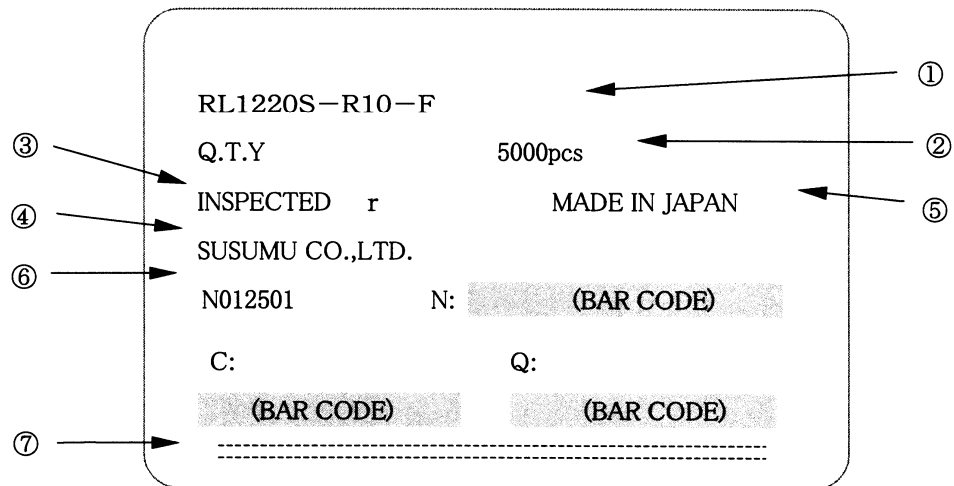 ①
RL1220S－R10－F
③ Q.T.Y 5000pcs ②
INSPECTED r MADE IN JAPAN ⑤
④
SUSUMU CO.,LTD.
⑥
N012501 N: (BAR CODE)
C: Q:
(BAR CODE) (BAR CODE)
⑦